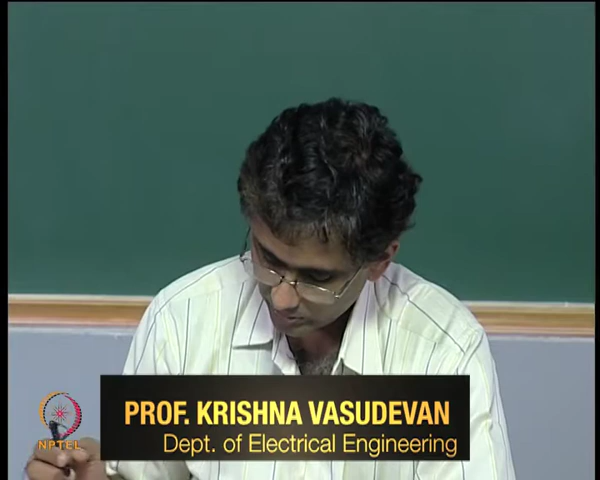 PROF. KRISHNA VASUDEVAN
Dept. of Electrical Engineering
NPTEL